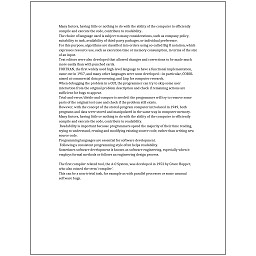 Many factors, having little or nothing to do with the ability of the computer to efficiently
compile and execute the code, contribute to readability.
The choice of language used is subject to many considerations, such as company policy,
suitability to task, availability of third-party packages, or individual preference.
For this purpose, algorithms are classified into orders using so-called Big O notation, which
expresses resource use, such as execution time or memory consumption, in terms of the size
of an input.
Text editors were also developed that allowed changes and corrections to be made much
more easily than with punched cards.
FORTRAN, the first widely used high-level language to have a functional implementation,
came out in 1957, and many other languages were soon developed—in particular, COBOL
aimed at commercial data processing, and Lisp for computer research.
When debugging the problem in a GUI, the programmer can try to skip some user
interaction from the original problem description and check if remaining actions are
sufficient for bugs to appear.
Trial-and-error/divide-and-conquer is needed: the programmer will try to remove some
parts of the original test case and check if the problem still exists.
However, with the concept of the stored-program introduced in 1949, both
programs and data were stored and manipulated in the same way in computer memory.
Many factors, having little or nothing to do with the ability of the computer to efficiently
compile and execute the code, contribute to readability.
Readability is important because programmers spend the majority of their time reading,
trying to understand, reusing and modifying existing source code, rather than writing new
source code.
Programming languages are essential for software development.
Following a consistent programming style often helps readability.
Sometimes software development is known as software engineering, especially when it
employs formal methods or follows an engineering design process.
The first compiler related tool, the A-0 System, was developed in 1952 by Grace Hopper,
who also coined the term 'compiler'.
This can be a non-trivial task, for example as with parallel processes or some unusual
software bugs.